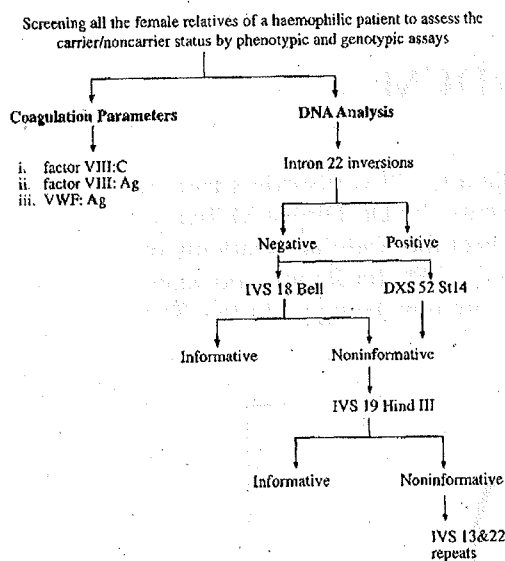 Screening all the female relatives of a haemophilic patient to assess the
carrier/noncarrier status by phenotypic and genotypic assays
Coagulation Parameters
i. factor VIII:C
ii. factor VIII: Ag
iii. VWF: Ag
DNA Analysis
Intron 22 inversions
Negative
Positive
IVS 18 Bell
DXS 52 St14
Informative
Noninformative
IVS 19 Hind III
Informative
Noninformative
IVS 13&22
repeats